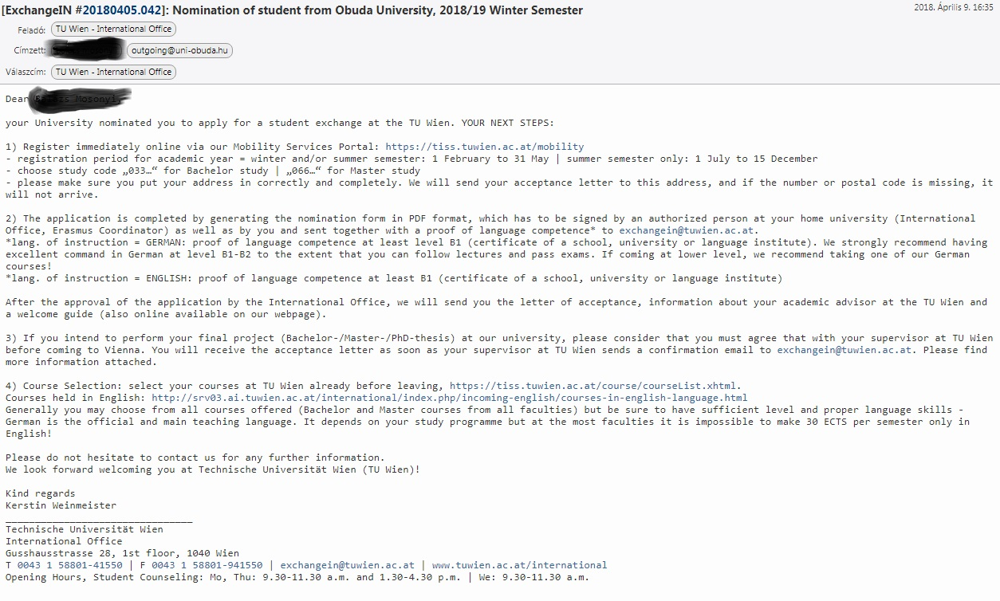 [ExchangeIN #20180405.042]: Nomination of student from Obuda University, 2018/19 Winter Semester
2018. Április 9. 16:35
Feladó: TU Wien - International Office
Címzett: outgoing@uni-obuda.hu
Válaszcím: TU Wien - International Office
Dear
your University nominated you to apply for a student exchange at the TU Wien. YOUR NEXT STEPS:
1) Register immediately online via our Mobility Services Portal: https://tiss.tuwien.ac.at/mobility
- registration period for academic year = winter and/or summer semester: 1 February to 31 May | summer semester only: 1 July to 15 December
- choose study code „033…“ for Bachelor study | „066…“ for Master study
- please make sure you put your address in correctly and completely. We will send your acceptance letter to this address, and if the number or postal code is missing, it
will not arrive.
2) The application is completed by generating the nomination form in PDF format, which has to be signed by an authorized person at your home university (International
Office, Erasmus Coordinator) as well as by you and sent together with a proof of language competence* to exchangein@tuwien.ac.at.
*lang. of instruction = GERMAN: proof of language competence at least level B1 (certificate of a school, university or language institute). We strongly recommend having
excellent command in German at level B1-B2 to the extent that you can follow lectures and pass exams. If coming at lower level, we recommend taking one of our German
courses!
*lang. of instruction = ENGLISH: proof of language competence at least B1 (certificate of a school, university or language institute)
After the approval of the application by the International Office, we will send you the letter of acceptance, information about your academic advisor at the TU Wien and
a welcome guide (also online available on our webpage).
3) If you intend to perform your final project (Bachelor-/Master-/PhD-thesis) at our university, please consider that you must agree that with your supervisor at TU Wien
before coming to Vienna. You will receive the acceptance letter as soon as your supervisor at TU Wien sends a confirmation email to exchangein@tuwien.ac.at. Please find
more information attached.
4) Course Selection: select your courses at TU Wien already before leaving, https://tiss.tuwien.ac.at/course/courseList.xhtml.
Courses held in English: http://srv03.ai.tuwien.ac.at/international/index.php/incoming-english/courses-in-english-language.html
Generally you may choose from all courses offered (Bachelor and Master courses from all faculties) but be sure to have sufficient level and proper language skills -
German is the official and main teaching language. It depends on your study programme but at the most faculties it is impossible to make 30 ECTS per semester only in
English!
Please do not hesitate to contact us for any further information.
We look forward welcoming you at Technische Universität Wien (TU Wien)!
Kind regards
Kerstin Weinmeister
________________________________
Technische Universität Wien
International Office
Gusshausstrasse 28, 1st floor, 1040 Wien
T 0043 1 58801-41550 | F 0043 1 58801-941550 | exchangein@tuwien.ac.at | www.tuwien.ac.at/international
Opening Hours, Student Counseling: Mo, Thu: 9.30-11.30 a.m. and 1.30-4.30 p.m. | We: 9.30-11.30 a.m.